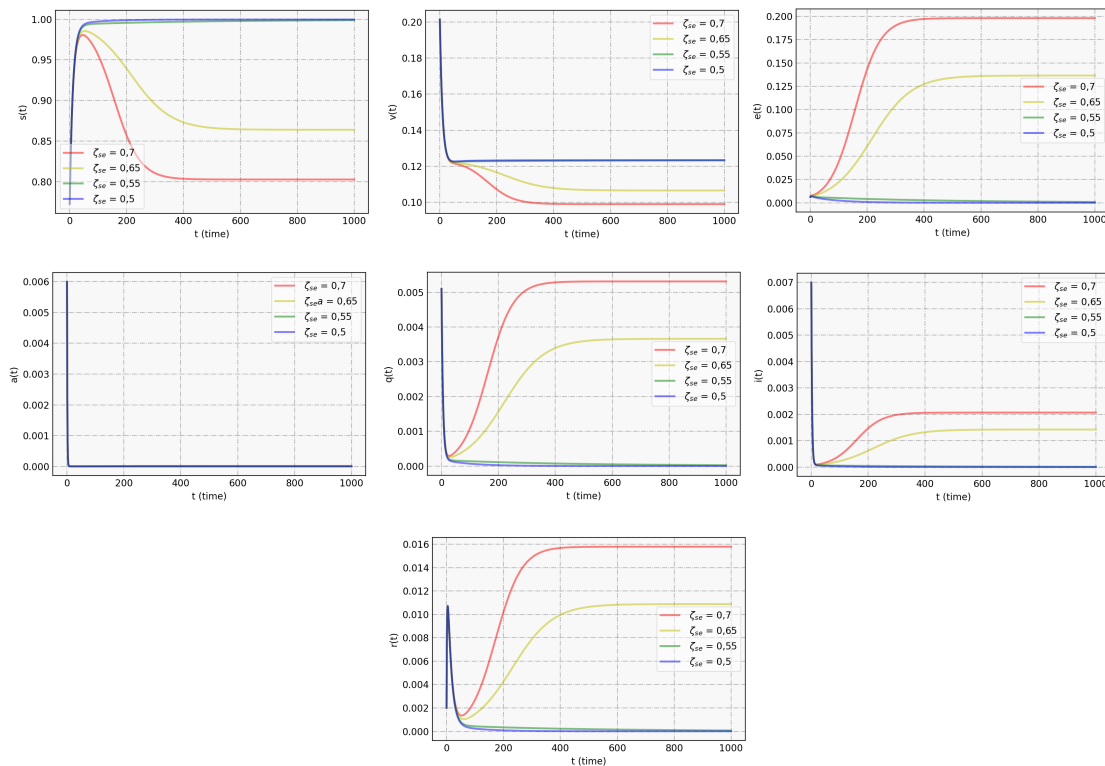 1.00
0.95
0.90
0.85
0.80
s(t)
ζse = 0,7
ζse = 0,65
ζse = 0,55
ζse = 0,5
0 200 400 600 800 1000
t (time)
0.20
0.18
0.16
0.14
0.12
0.10
v(t)
ζse = 0,7
ζse = 0,65
ζse = 0,55
ζse = 0,5
0 200 400 600 800 1000
t (time)
0.200
0.175
0.150
0.125
0.100
0.075
0.050
0.025
0.000
e(t)
ζse = 0,7
ζse = 0,65
ζse = 0,55
ζse = 0,5
0 200 400 600 800 1000
t (time)
0.006
0.005
0.004
0.003
0.002
0.001
0.000
a(t)
ζse = 0,7
ζsea = 0,65
ζse = 0,55
ζse = 0,5
0 200 400 600 800 1000
t (time)
0.005
0.004
0.003
0.002
0.001
0.000
q(t)
ζse = 0,7
ζse = 0,65
ζse = 0,55
ζse = 0,5
0 200 400 600 800 1000
t (time)
0.007
0.006
0.005
0.004
0.003
0.002
0.001
0.000
i(t)
ζse = 0,7
ζse = 0,65
ζse = 0,55
ζse = 0,5
0 200 400 600 800 1000
t (time)
0.016
0.014
0.012
0.010
0.008
0.006
0.004
0.002
0.000
r(t)
ζse = 0,7
ζse = 0,65
ζse = 0,55
ζse = 0,5
0 200 400 600 800 1000
t (time)